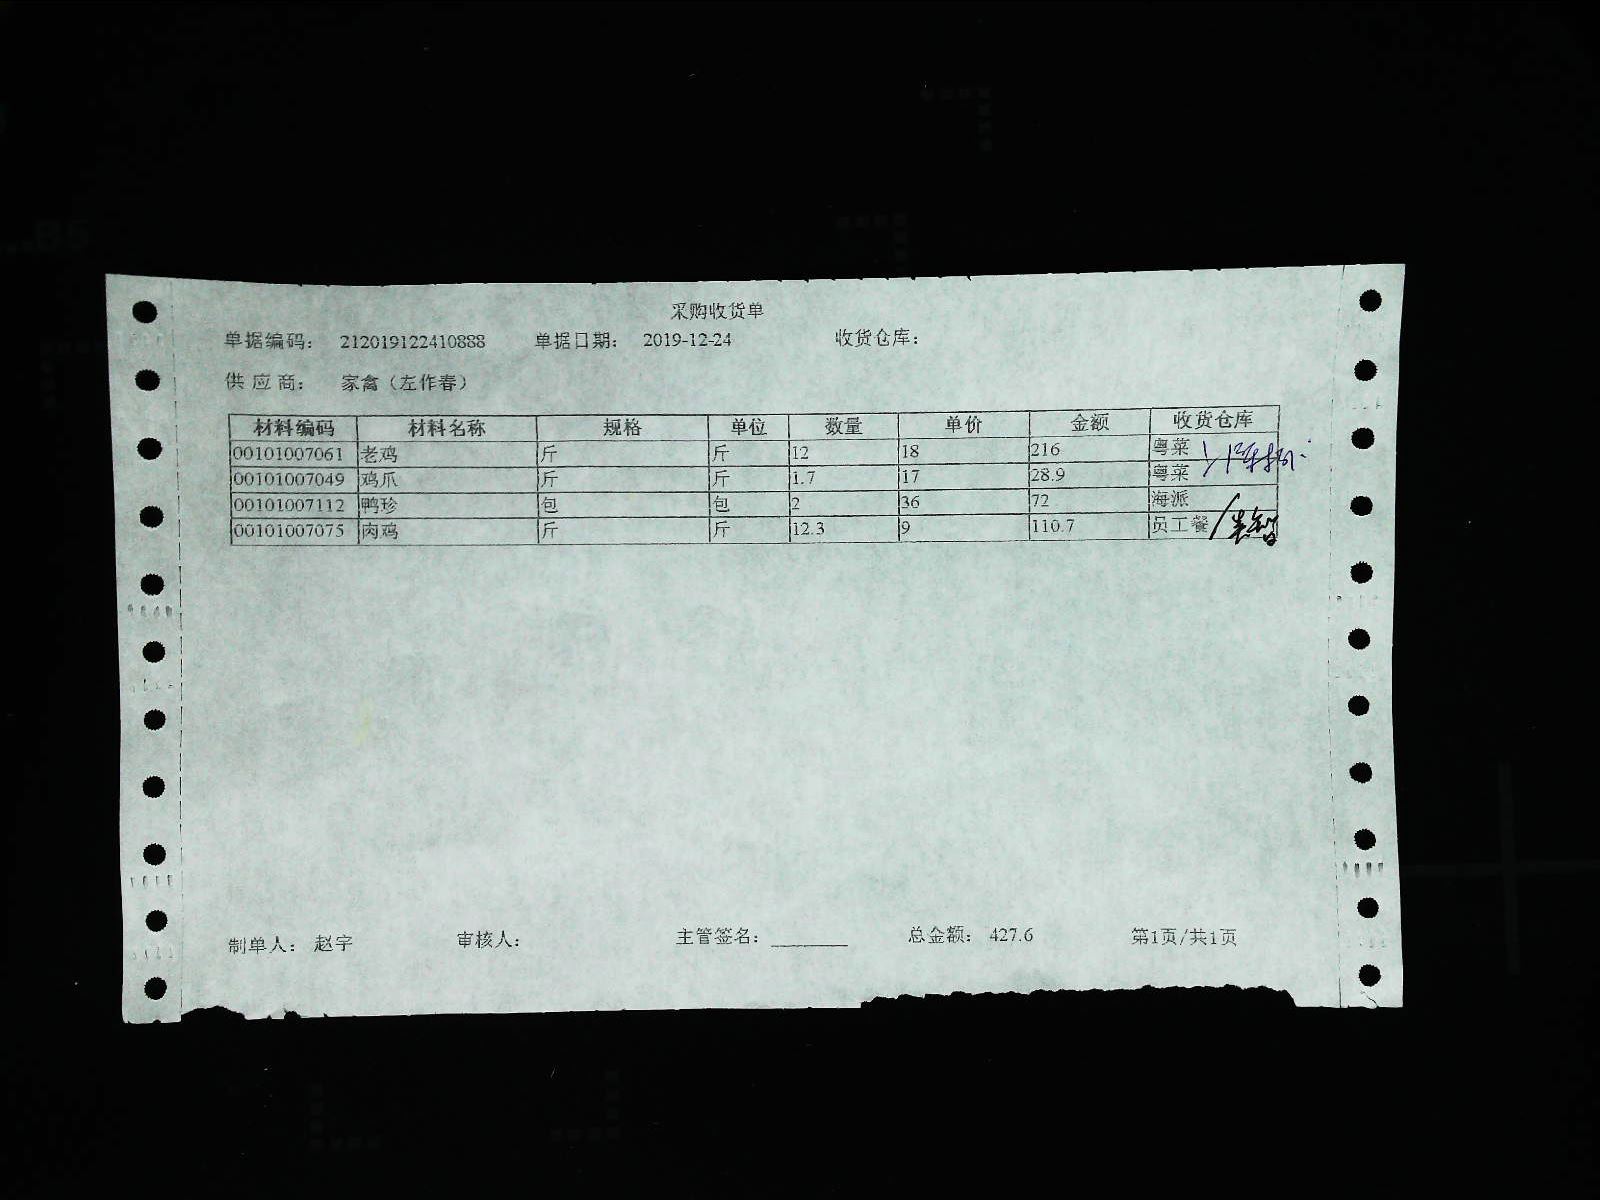 采购收货单
单据编码： 212019122410888 单据日期： 2019-12-24 收货仓库：
供应商： 家禽（左作春）
材料编码 材料名称 规格 单位 数量 单价 金额 收货仓库
00101007061 老鸡 斤 斤 12 18 216 粤菜
00101007049 鸡爪 斤 斤 1.7 17 28.9 粤菜
00101007112 鸭珍 包 包 2 36 72 海派
00101007075 肉鸡 斤 斤 12.3 9 110.7 员工餐
制单人： 赵宇 审核人： 主管签名： 总金额： 427.6 第1页/共1页